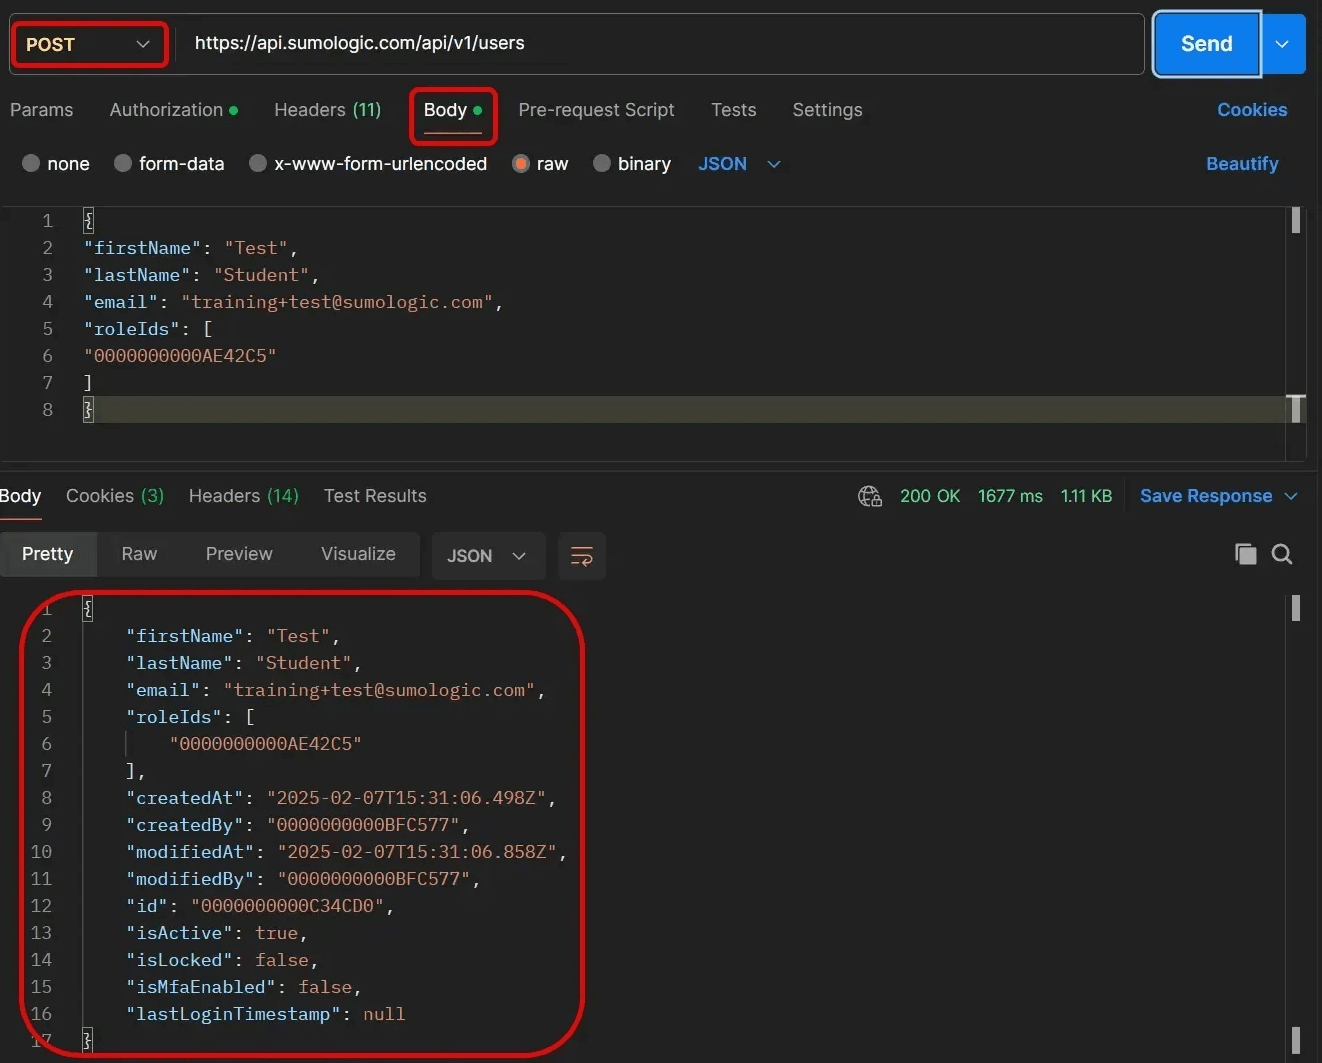 POST
https://api.sumologic.com/api/v1/users
Send
Params Authorization Headers (11) Body Pre-request Script Tests Settings Cookies
none form-data x-www-form-urlencoded raw binary JSON Beautify
1 {
2 "firstName": "Test",
3 "lastName": "Student",
4 "email": "training+test@sumologic.com",
5 "roleIds": [
6 "0000000000AE42C5"
7 ]
8 }
Body Cookies (3) Headers (14) Test Results 200 OK 1677 ms 1.11 KB Save Response
Pretty Raw Preview Visualize JSON
1 {
2 "firstName": "Test",
3 "lastName": "Student",
4 "email": "training+test@sumologic.com",
5 "roleIds": [
6 "0000000000AE42C5"
7 ],
8 "createdAt": "2025-02-07T15:31:06.498Z",
9 "createdBy": "0000000000BFC577",
10 "modifiedAt": "2025-02-07T15:31:06.858Z",
11 "modifiedBy": "0000000000BFC577",
12 "id": "0000000000C34CD0",
13 "isActive": true,
14 "isLocked": false,
15 "isMfaEnabled": false,
16 "lastLoginTimestamp": null
17 }